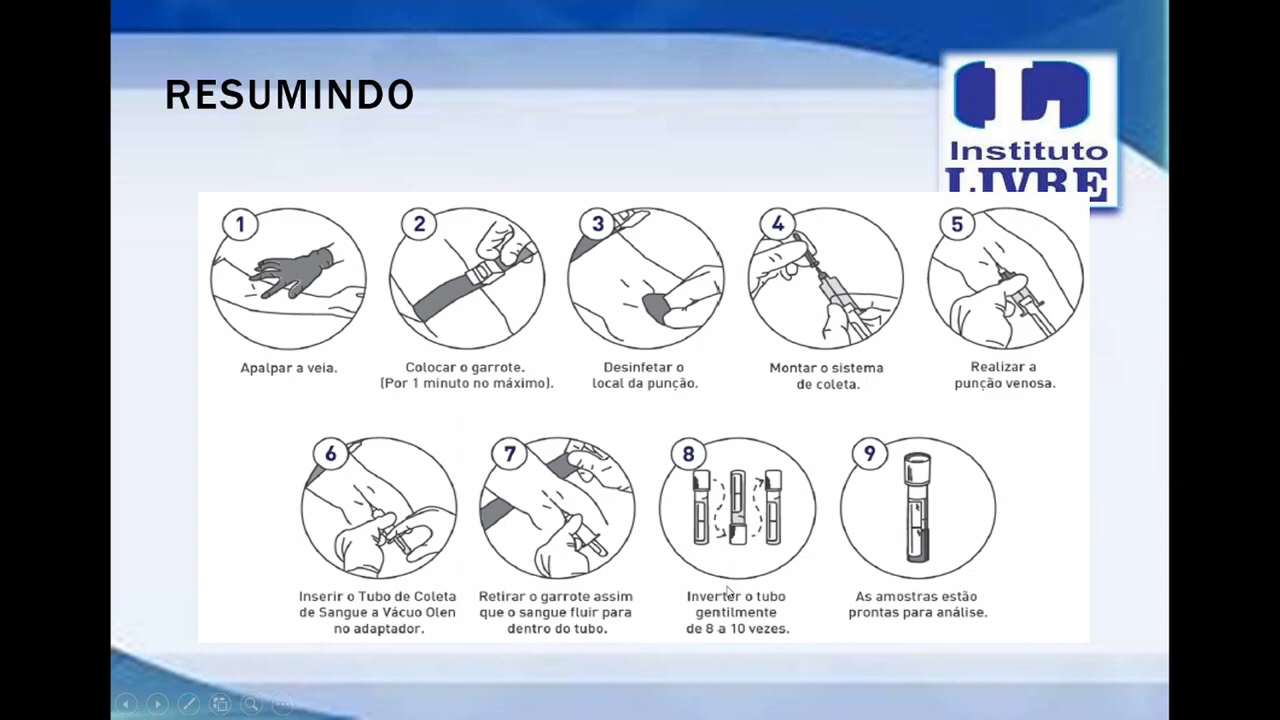 RESUMINDO
Instituto
LIVRE
1
2
3
4
5
Apalpar a veia.
Colocar o garrote.
(Por 1 minuto no máximo).
Desinfetar o
local da punção.
Montar o sistema
de coleta.
Realizar a
punção venosa.
6
7
8
9
Inserir o Tubo de Coleta
de Sangue a Vácuo Olen
no adaptador.
Retirar o garrote assim
que o sangue fluir para
dentro do tubo.
Inverter o tubo
gentilmente
de 8 a 10 vezes.
As amostras estão
prontas para análise.